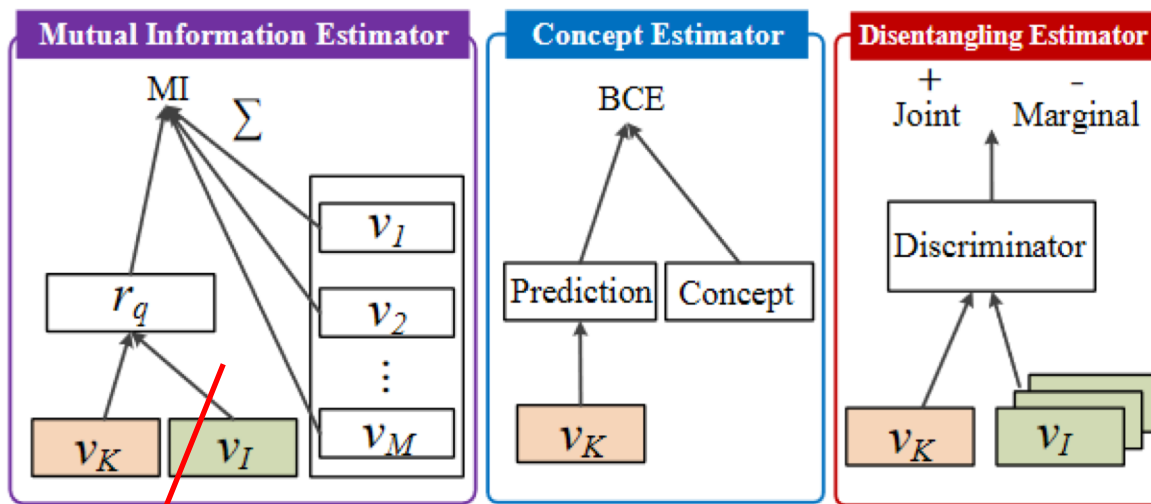 Mutual Information Estimator
MI
∑
v1
v2
⋮
vM
rq
vK
vI
Concept Estimator
BCE
Prediction
Concept
vK
Disentangling Estimator
+ -
Joint Marginal
Discriminator
vK
vI